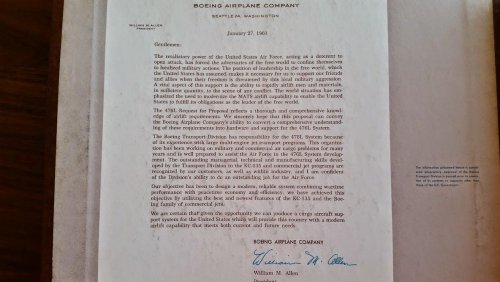 BOEING AIRPLANE COMPANY
SEATTLE 24, WASHINGTON
WILLIAM M. ALLEN
PRESIDENT
January 27, 1961
Gentlemen:
The retaliatory power of the United States Air Force, acting as a deterrent to
open attack, has forced the adversaries of the free world to confine themselves
to localized military actions. The position of leadership in the free world, which
the United States has assumed, makes it necessary for us to support our friends
and allies when their freedom is threatened by this local military aggression.
A vital aspect of this support is the ability to rapidly airlift men and materials,
in sufficient quantity, to the scene of any conflict. The world situation has em-
phasized the need to modernize the MATS airlift capability to enable the United
States to fulfill its obligations as the leader of the free world.
The 476L Request for Proposal reflects a thorough and comprehensive knowl-
edge of airlift requirements. We sincerely hope that this proposal can convey
the Boeing Airplane Company's ability to convert a comprehensive understand-
ing of these requirements into hardware and support for the 476L System.
The Boeing Transport Division has responsibility for the 476L System because
of its experience with large multi-engine jet transport programs. This organiza-
tion has been working on military and commercial air cargo problems for many
years and is well prepared to assist the Air Force in the 476L System develop-
ment. The outstanding managerial, technical and manufacturing skills devel-
oped by the Transport Division in the KC-135 and commercial jet programs are
recognized by our customers, as well as within industry, and I am confident
of the Division's ability to do an outstanding job for the Air Force.
Our objective has been to design a modern, reliable system combining wartime
performance with peacetime economy and efficiency, we have achieved this
objective by utilizing the best and newest features of the KC-135 and the Boe-
ing family of commercial jets.
We are certain that given the opportunity we can produce a cargo aircraft sup-
port system for the United States which will provide this country with a modern
airlift capability that meets both current and future needs.
BOEING AIRPLANE COMPANY
William M. Allen
William M. Allen
President